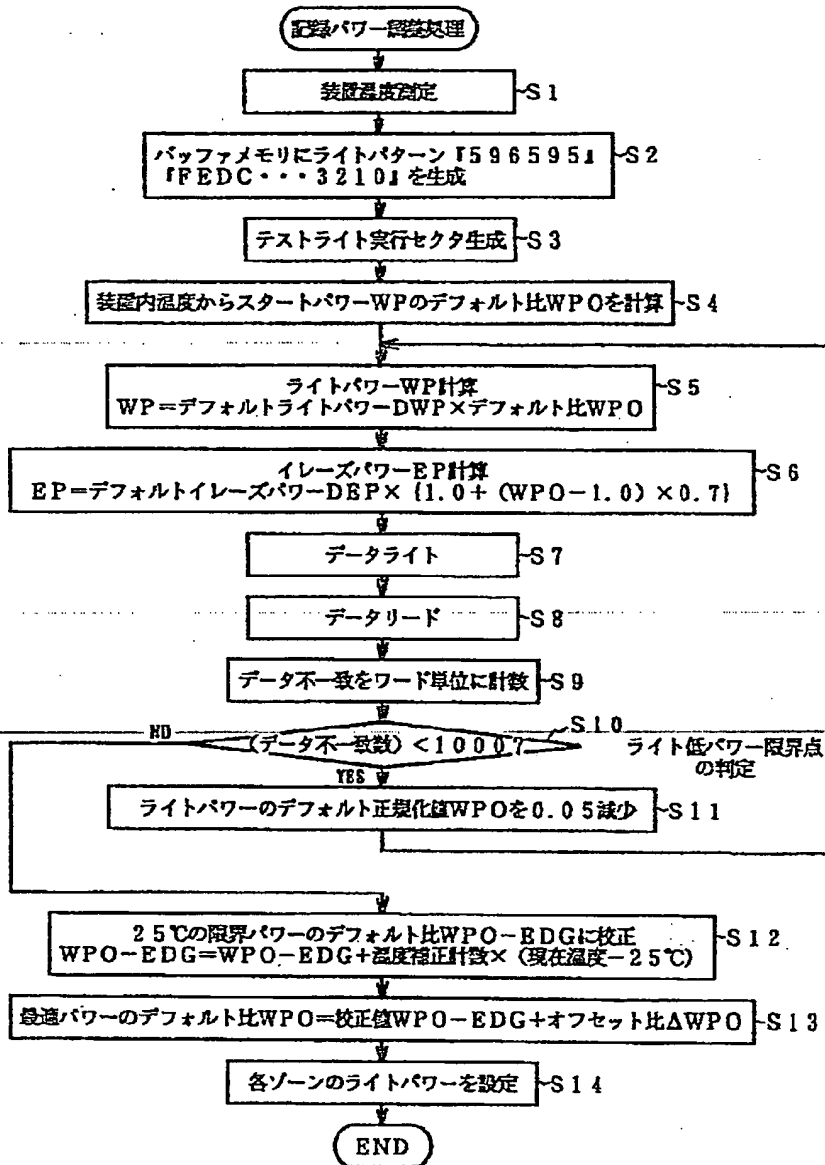 記録パワー調整処理
装置温度測定
S1
バッファメモリにライトパターン『596595』
『FEDC・・・3210』を生成
S2
テストライト実行セクタ生成
S3
装置内温度からスタートパワーWPのデフォルト比WPOを計算
S4
ライトパワーWP計算
WP=デフォルトライトパワーDWP×デフォルト比WPO
S5
イレーズパワーEP計算
EP=デフォルトイレーズパワーDEP×{1.0+(WPO-1.0)×0.7}
S6
データライト
S7
データリード
S8
データ不一致をワード単位に計数
S9
NO
(データ不一致数)<1000?
S10
ライト低パワー限界点
の判定
YES
ライトパワーのデフォルト正規化値WPOを0.05減少
S11
25℃の限界パワーのデフォルト比WPO-EDGに校正
WPO-EDG=WPO-EDG+温度補正計数×(現在温度-25℃)
S12
最適パワーのデフォルト比WPO=校正値WPO-EDG+オフセット比ΔWPO
S13
各ゾーンのライトパワーを設定
S14
END